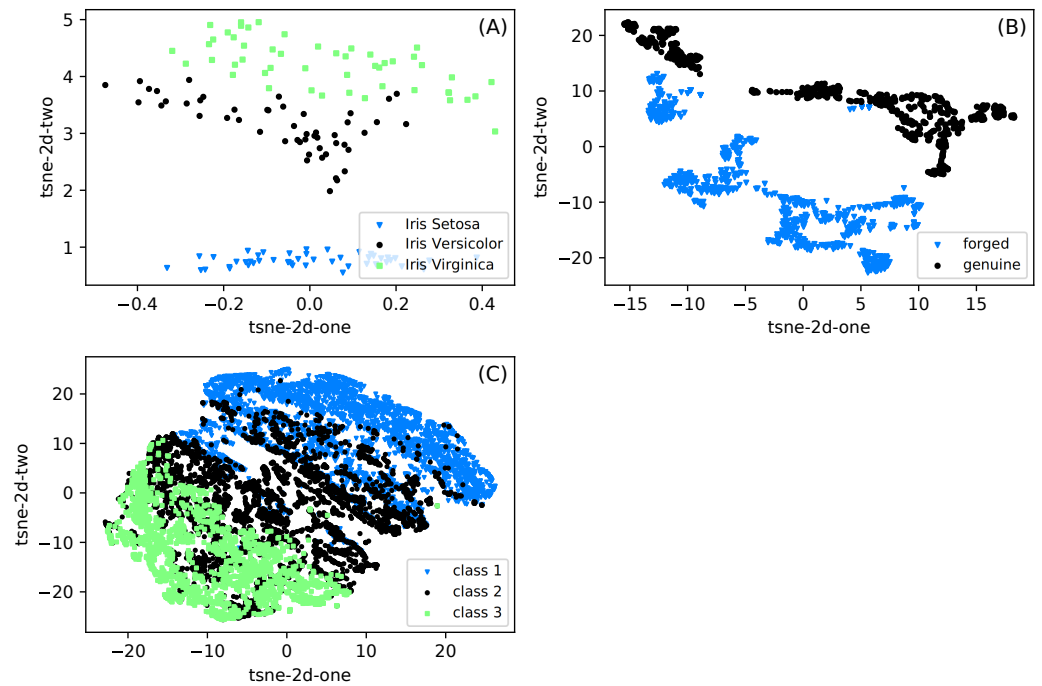 (A)
5
4
3
2
1
tsne-2d-two
−0.4
−0.2
0.0
0.2
0.4
tsne-2d-one
Iris Setosa
Iris Versicolor
Iris Virginica
(B)
20
10
0
−10
−20
tsne-2d-two
−15
−10
−5
0
5
10
15
tsne-2d-one
forged
genuine
(C)
20
10
0
−10
−20
tsne-2d-two
−20
−10
0
10
20
tsne-2d-one
class 1
class 2
class 3